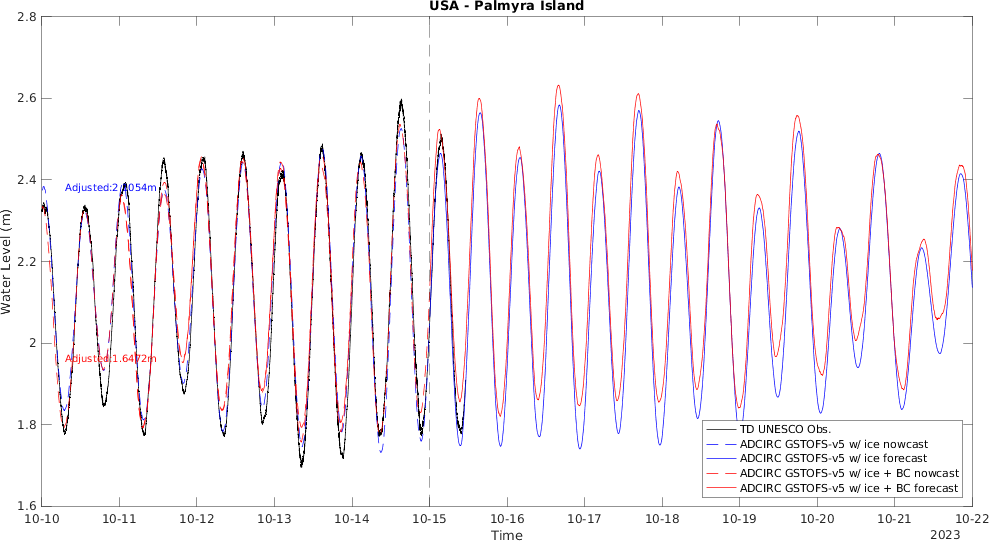 USA - Palmyra Island
2.8
2.6
2.4
2.2
2
1.8
1.6
Water Level (m)
Adjusted:1.6472m
TD UNESCO Obs.
ADCIRC GSTOFS-v5 w/ ice nowcast
ADCIRC GSTOFS-v5 w/ ice forecast
ADCIRC GSTOFS-v5 w/ ice + BC nowcast
ADCIRC GSTOFS-v5 w/ ice + BC forecast
10-10 10-11 10-12 10-13 10-14 10-15 10-16 10-17 10-18 10-19 10-20 10-21 10-22
Time
2023